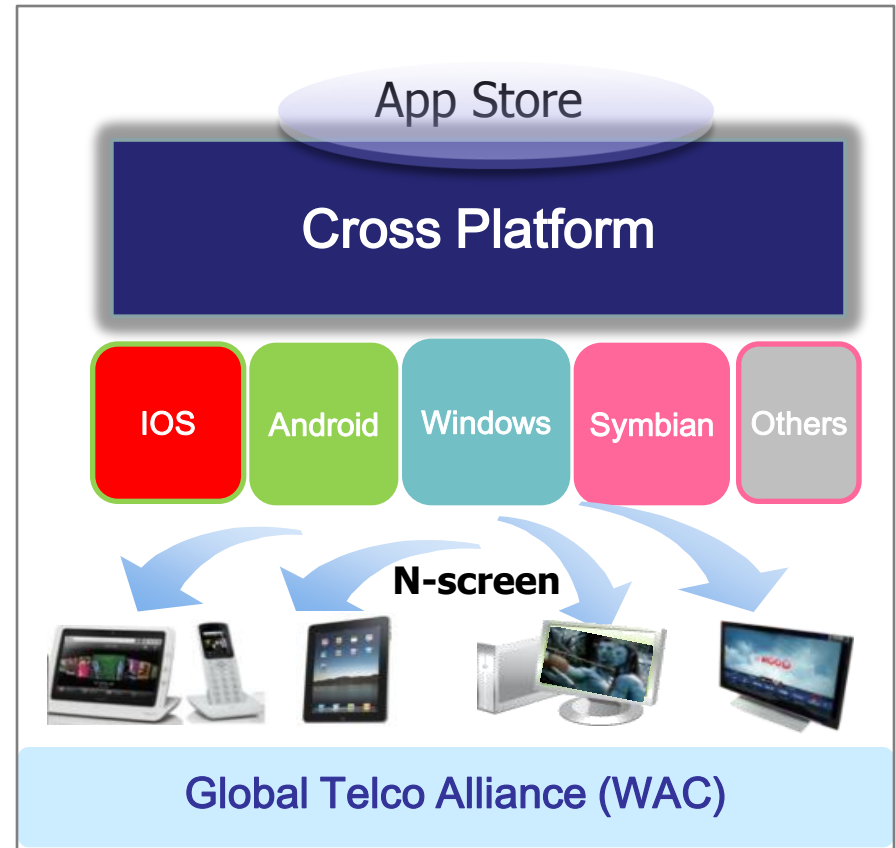 App Store
Cross Platform
IOS
Android
Windows
Symbian
Others
N-screen
Global Telco Alliance (WAC)